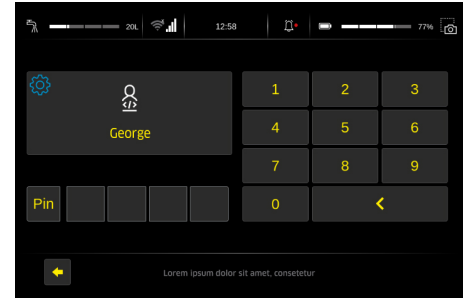 20L 12:58 77%
George
1 2 3
4 5 6
7 8 9
0
Pin
Lorem ipsum dolor sit amet, consetetur